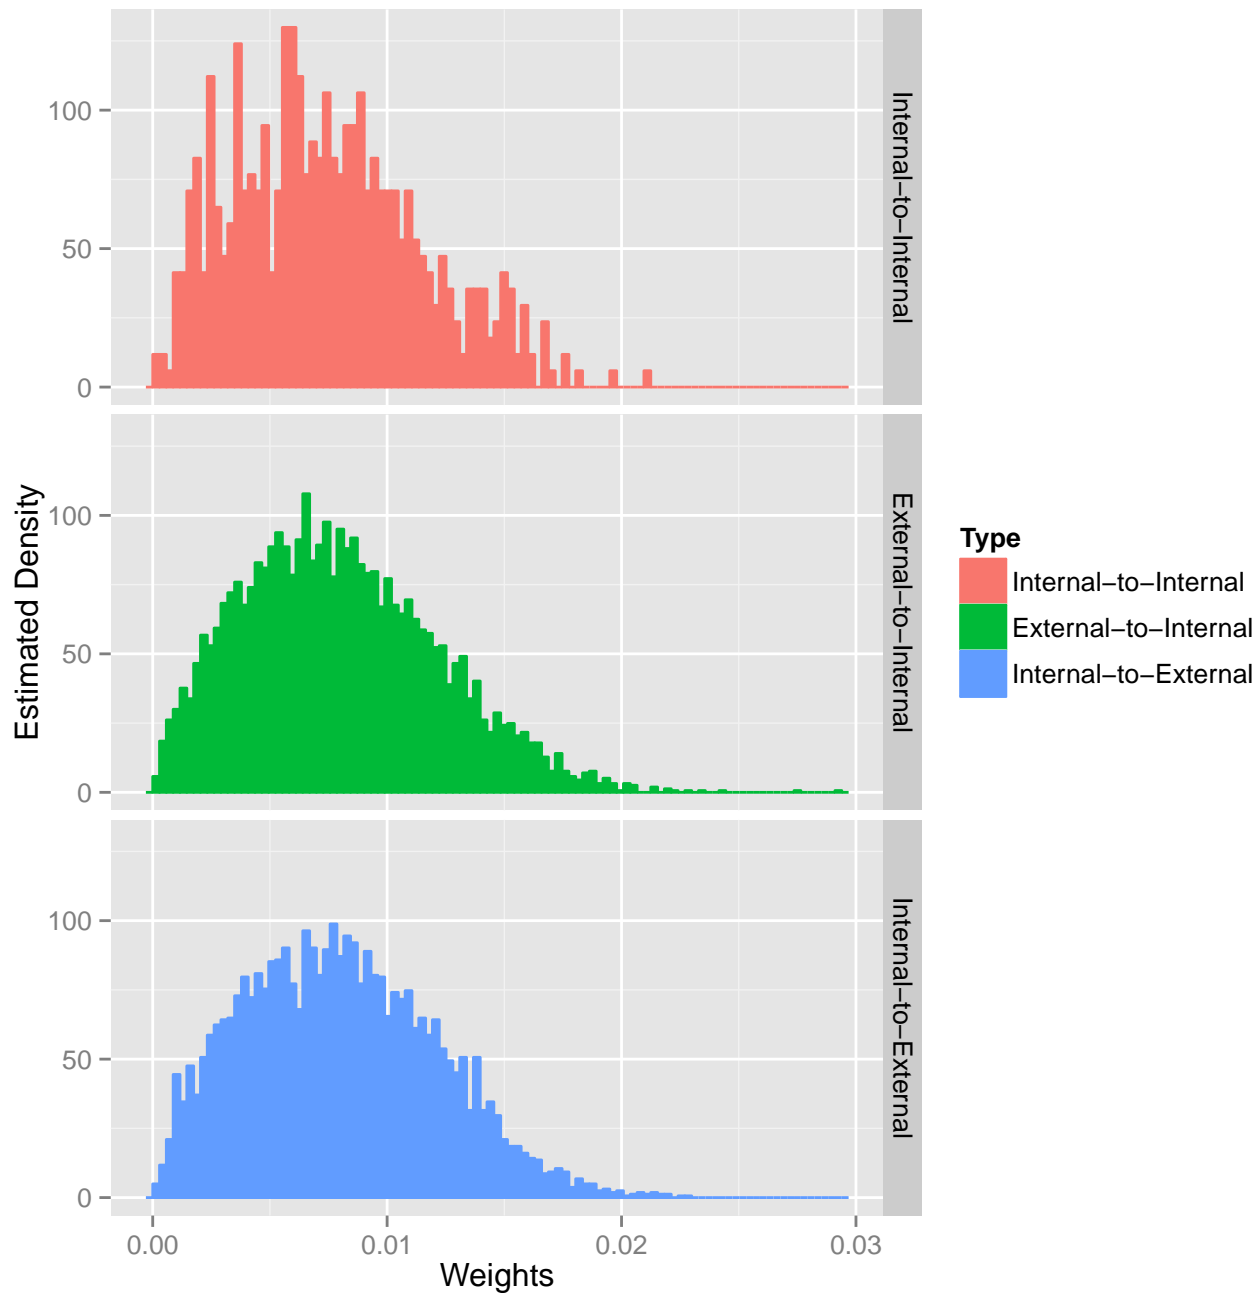 100
50
0
Internal−to−Internal
100
50
0
External−to−Internal
100
50
0
Internal−to−External
0.00
0.01
0.02
0.03
Weights
Estimated Density
Type
Internal−to−Internal
External−to−Internal
Internal−to−External